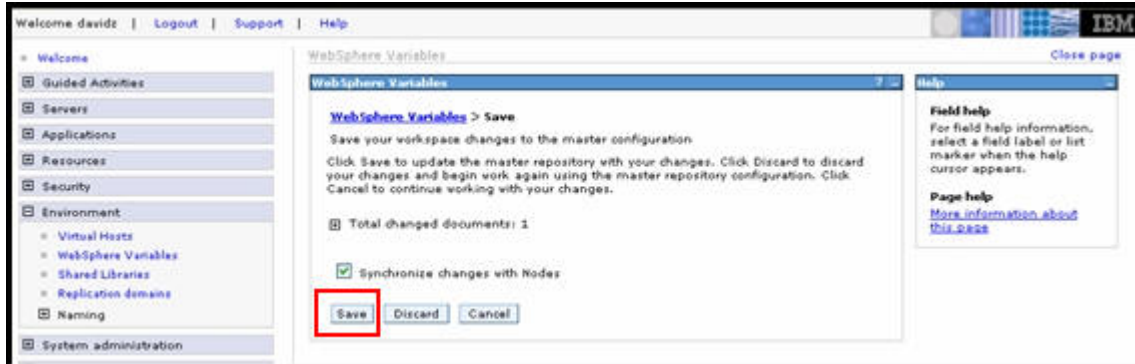 Welcome davidz | Logout | Support | Help
IBM
Welcome
Guided Activities
Servers
Applications
Resources
Security
Environment
Virtual Hosts
WebSphere Variables
Shared Libraries
Replication domains
Naming
System administration
WebSphere Variables
Close page
WebSphere Variables ? _
WebSphere Variables > Save
Save your workspace changes to the master configuration
Click Save to update the master repository with your changes. Click Discard to discard
your changes and begin work again using the master repository configuration. Click
Cancel to continue working with your changes.
Total changed documents: 1
Synchronize changes with Nodes
Save Discard Cancel
Help _
Field help
For field help information,
select a field label or list
marker when the help
cursor appears.
Page help
More information about
this page